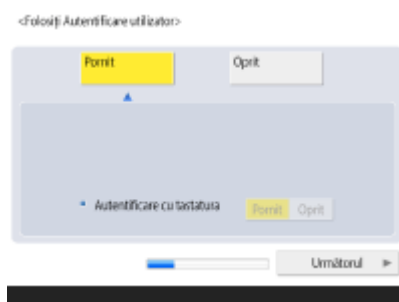 <Folosiți Autentificare utilizator>
Pornit Oprit
Autentificare cu tastatura Pornit Oprit
Următorul